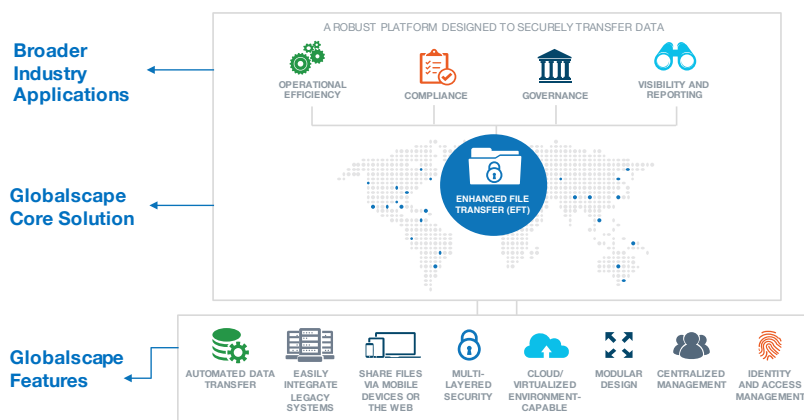 A ROBUST PLATFORM DESIGNED TO SECURELY TRANSFER DATA
Broader
Industry
Applications
OPERATIONAL
EFFICIENCY
COMPLIANCE
GOVERNANCE
VISIBILITY AND
REPORTING
Globalscape
Core Solution
ENHANCED FILE
TRANSFER (EFT)
Globalscape
Features
AUTOMATED DATA
TRANSFER
EASILY
INTEGRATE
LEGACY
SYSTEMS
SHARE FILES
VIA MOBILE
DEVICES OR
THE WEB
MULTI-
LAYERED
SECURITY
CLOUD/
VIRTUALIZED
ENVIRONMENT-
CAPABLE
MODULAR
DESIGN
CENTRALIZED
MANAGEMENT
IDENTITY
AND ACCESS
MANAGEMENT